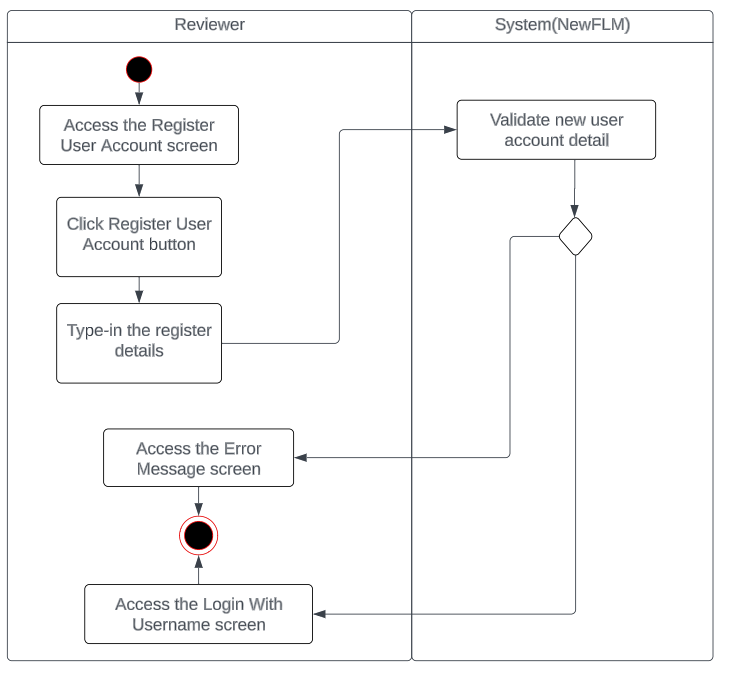 Reviewer
System(NewFLM)
Access the Register
User Account screen
Validate new user
account detail
Click Register User
Account button
Type-in the register
details
Access the Error
Message screen
Access the Login With
Username screen